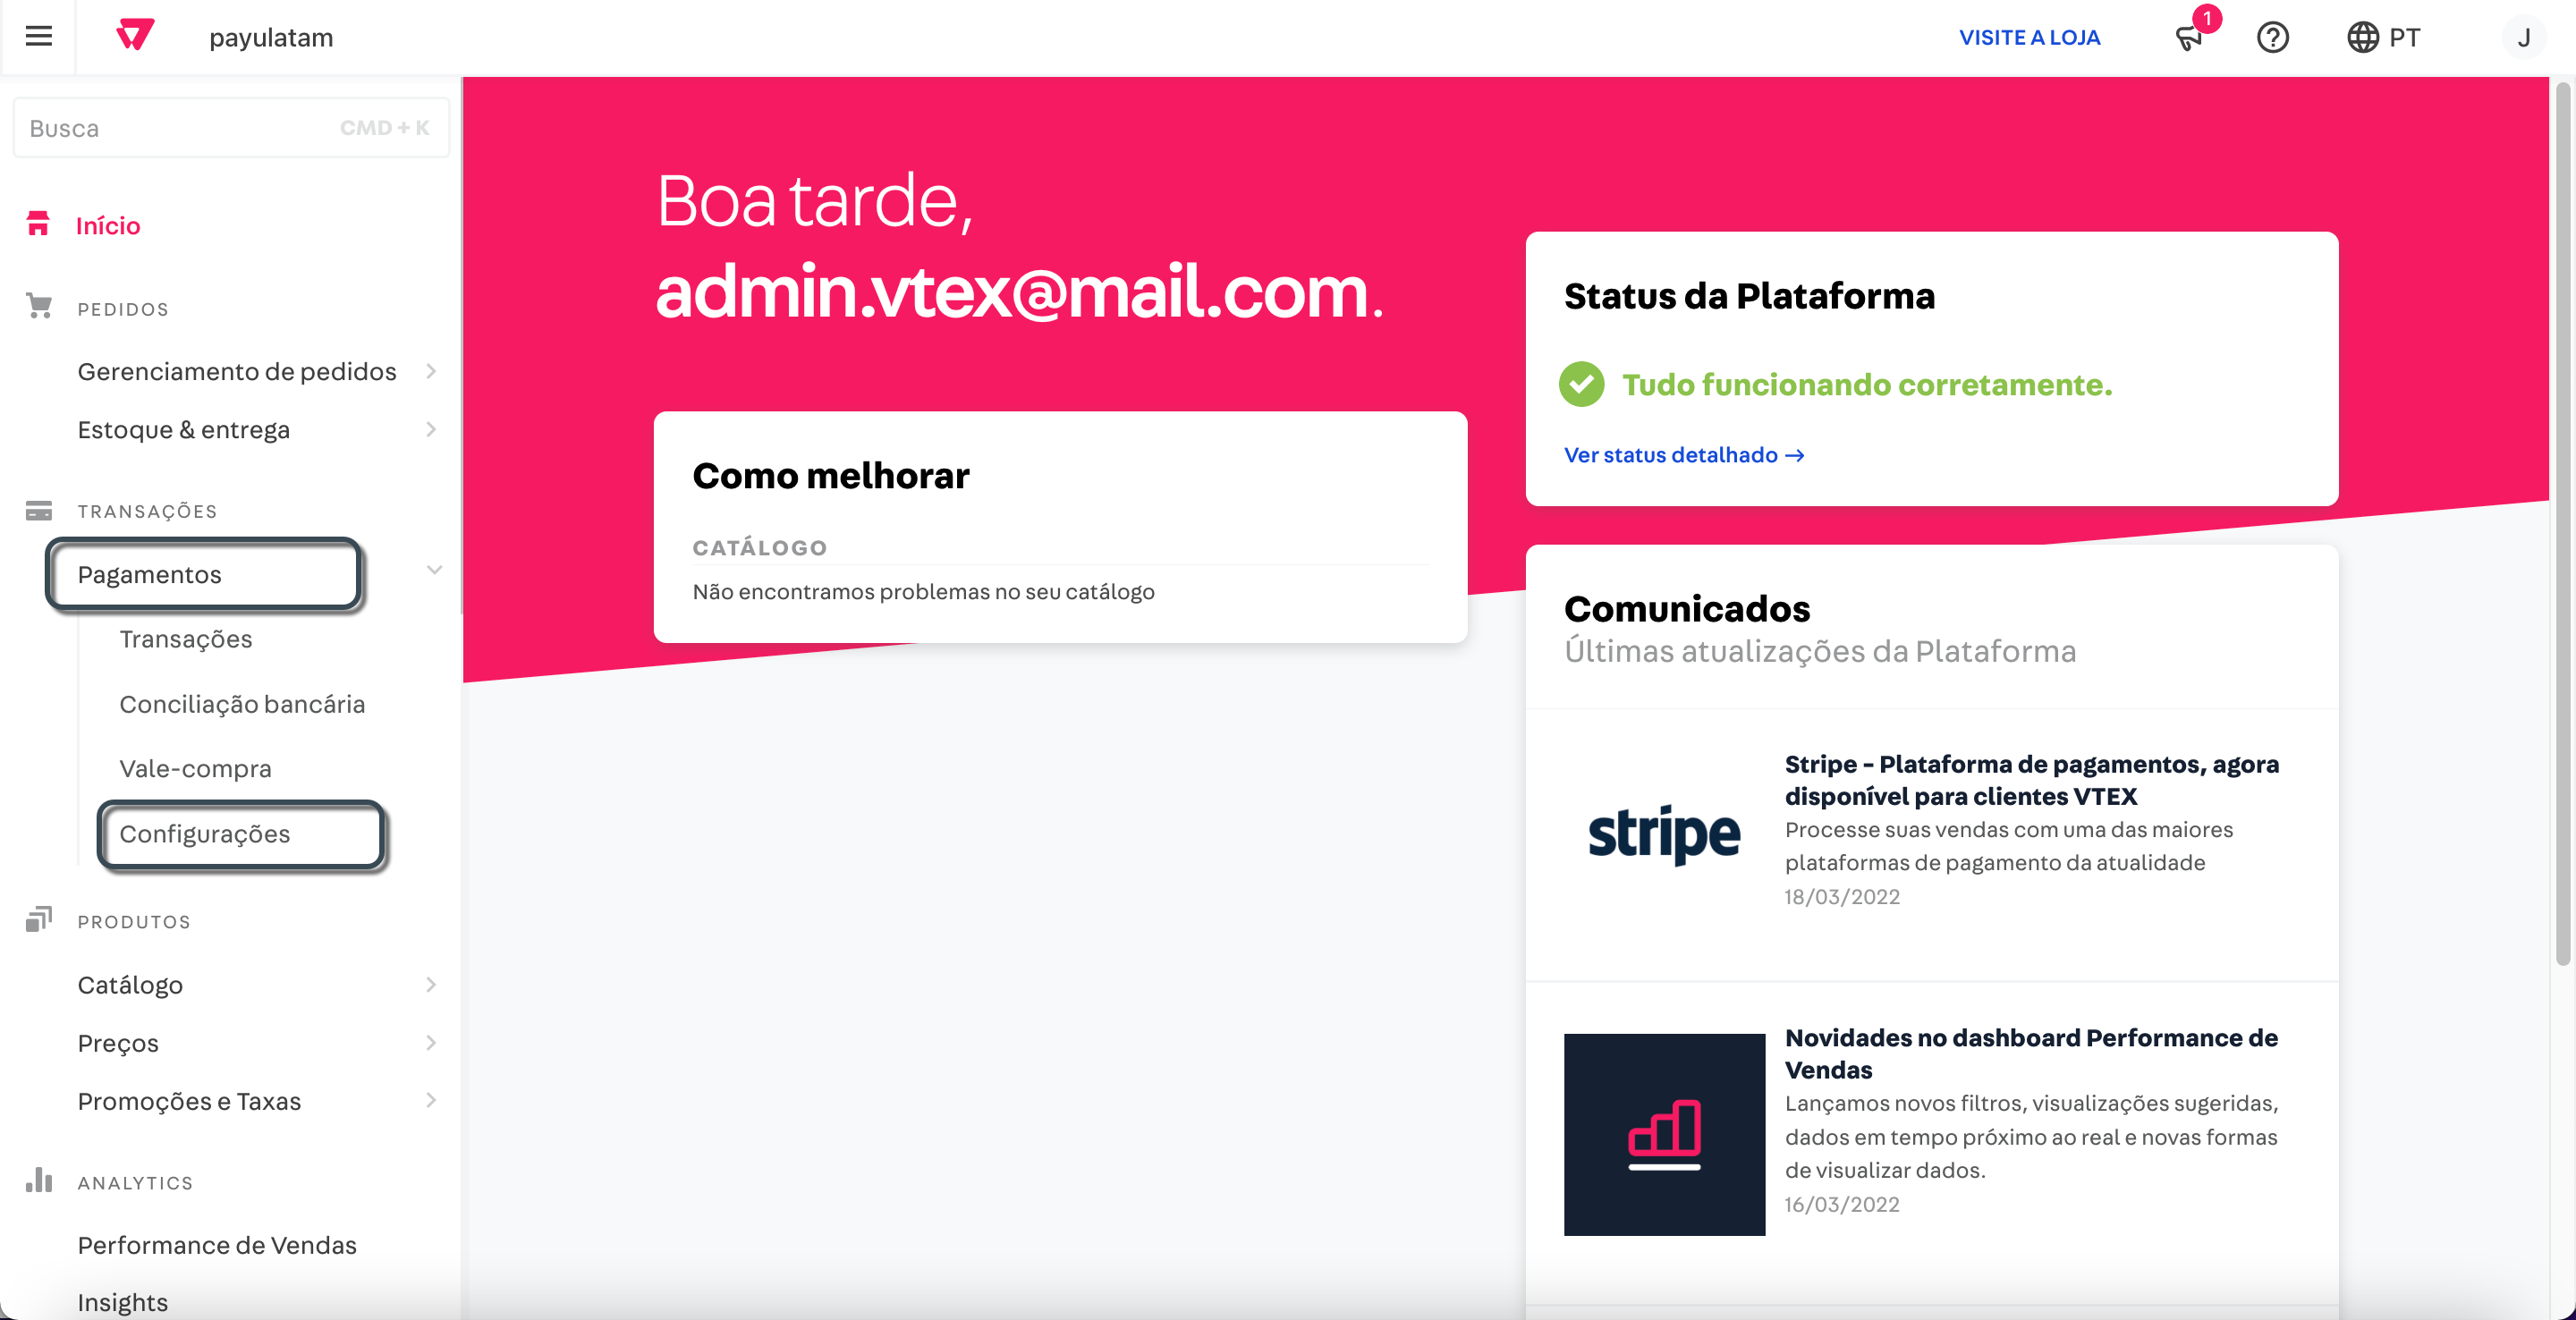 payulatam
VISITE A LOJA
1
PT
J
Busca
CMD + K
Início
PEDIDOS
Gerenciamento de pedidos
Estoque & entrega
TRANSAÇÕES
Pagamentos
Transações
Conciliação bancária
Vale-compra
Configurações
PRODUTOS
Catálogo
Preços
Promoções e Taxas
ANALYTICS
Performance de Vendas
Insights
Boa tarde,
admin.vtex@mail.com.
Como melhorar
CATÁLOGO
Não encontramos problemas no seu catálogo
Status da Plataforma
Tudo funcionando corretamente.
Ver status detalhado →
Comunicados
Últimas atualizações da Plataforma
stripe
Stripe - Plataforma de pagamentos, agora
disponível para clientes VTEX
Processe suas vendas com uma das maiores
plataformas de pagamento da atualidade
18/03/2022
Novidades no dashboard Performance de
Vendas
Lançamos novos filtros, visualizações sugeridas,
dados em tempo próximo ao real e novas formas
de visualizar dados.
16/03/2022